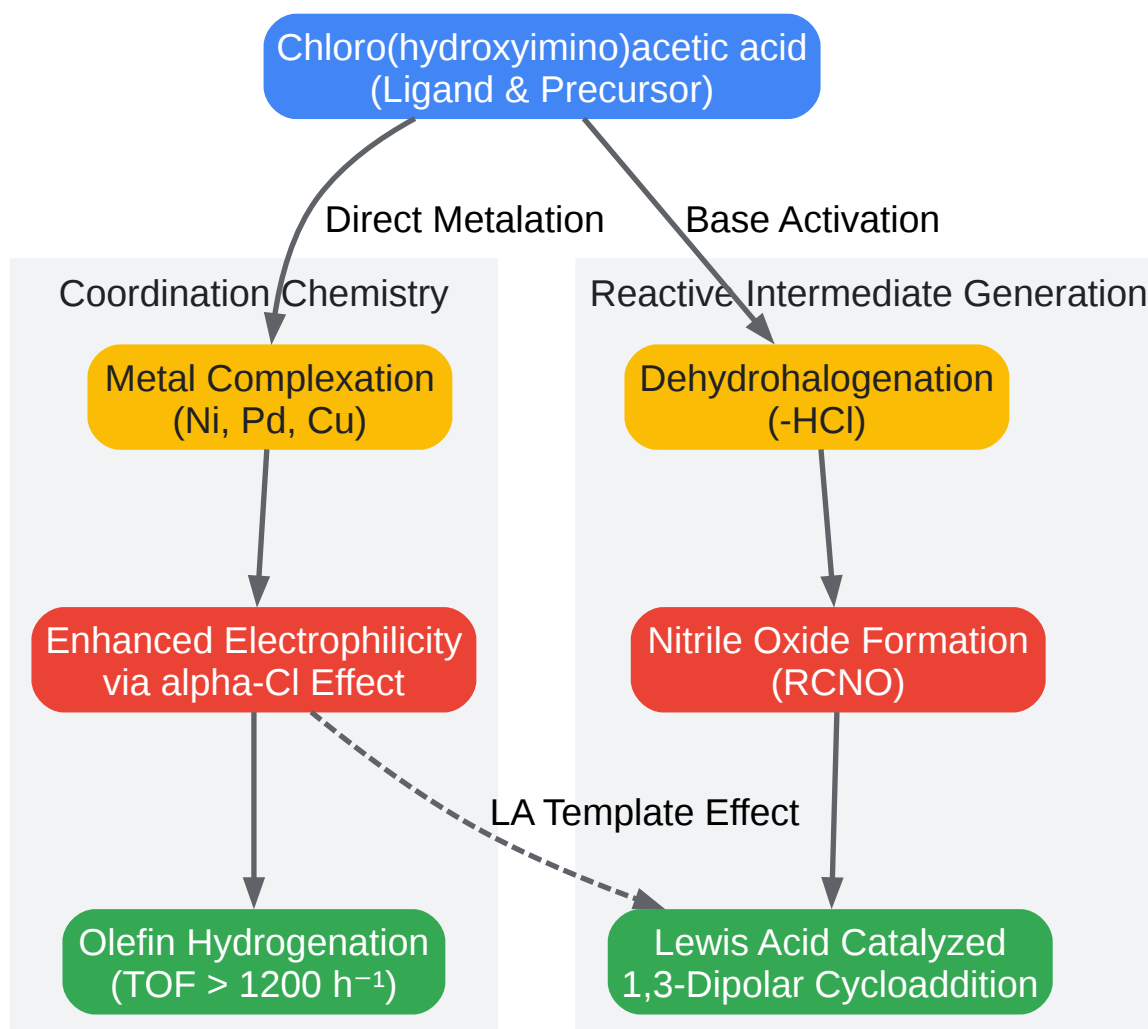 Chloro(hydroxyimino)acetic acid
(Ligand & Precursor)
Direct Metalation
Base Activation
Coordination Chemistry
Reactive Intermediate Generation
Metal Complexation
(Ni, Pd, Cu)
Dehydrohalogenation
(-HCl)
Enhanced Electrophilicity
via alpha-Cl Effect
Nitrile Oxide Formation
(RCNO)
LA Template Effect
Olefin Hydrogenation
(TOF > 1200 h⁻¹)
Lewis Acid Catalyzed
1,3-Dipolar Cycloaddition